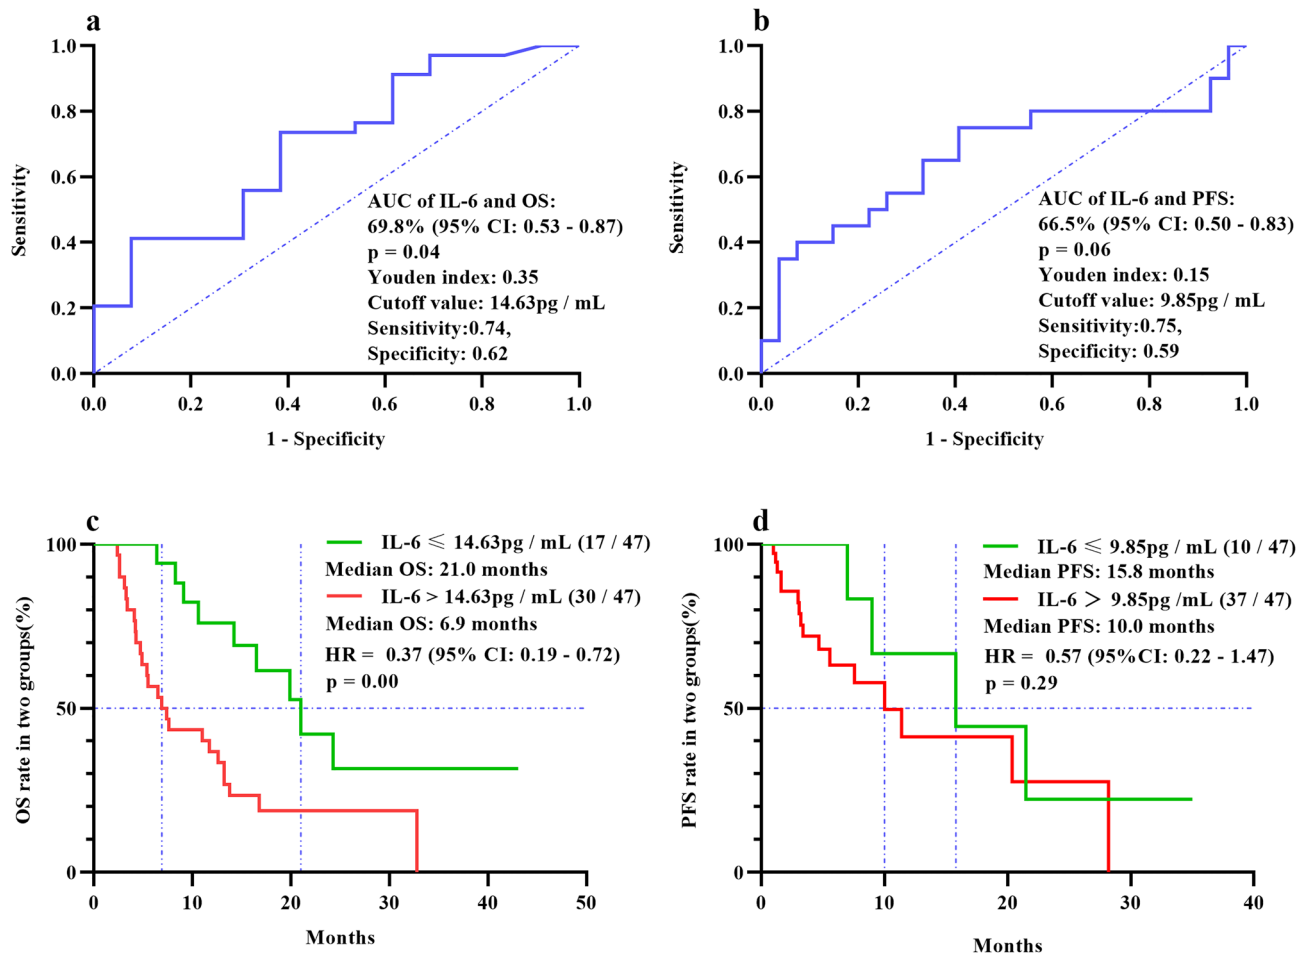 a
1.0
0.8
0.6
0.4
0.2
0.0
Sensitivity
AUC of IL-6 and OS:
69.8% (95% CI: 0.53 - 0.87)
p = 0.04
Youden index: 0.35
Cutoff value: 14.63pg / mL
Sensitivity:0.74,
Specificity: 0.62
0.0 0.2 0.4 0.6 0.8 1.0
1 - Specificity
b
1.0
0.8
0.6
0.4
0.2
0.0
Sensitivity
AUC of IL-6 and PFS:
66.5% (95% CI: 0.50 - 0.83)
p = 0.06
Youden index: 0.15
Cutoff value: 9.85pg / mL
Sensitivity:0.75,
Specificity: 0.59
0.0 0.2 0.4 0.6 0.8 1.0
1 - Specificity
c
100
50
0
OS rate in two groups(%)
IL-6 ⩽ 14.63pg / mL (17 / 47)
Median OS: 21.0 months
IL-6 > 14.63pg / mL (30 / 47)
Median OS: 6.9 months
HR = 0.37 (95% CI: 0.19 - 0.72)
p = 0.00
0 10 20 30 40 50
Months
d
100
50
0
PFS rate in two groups(%)
IL-6 ⩽ 9.85pg / mL (10 / 47)
Median PFS: 15.8 months
IL-6 > 9.85pg /mL (37 / 47)
Median PFS: 10.0 months
HR = 0.57 (95%CI: 0.22 - 1.47)
p = 0.29
0 10 20 30 40
Months